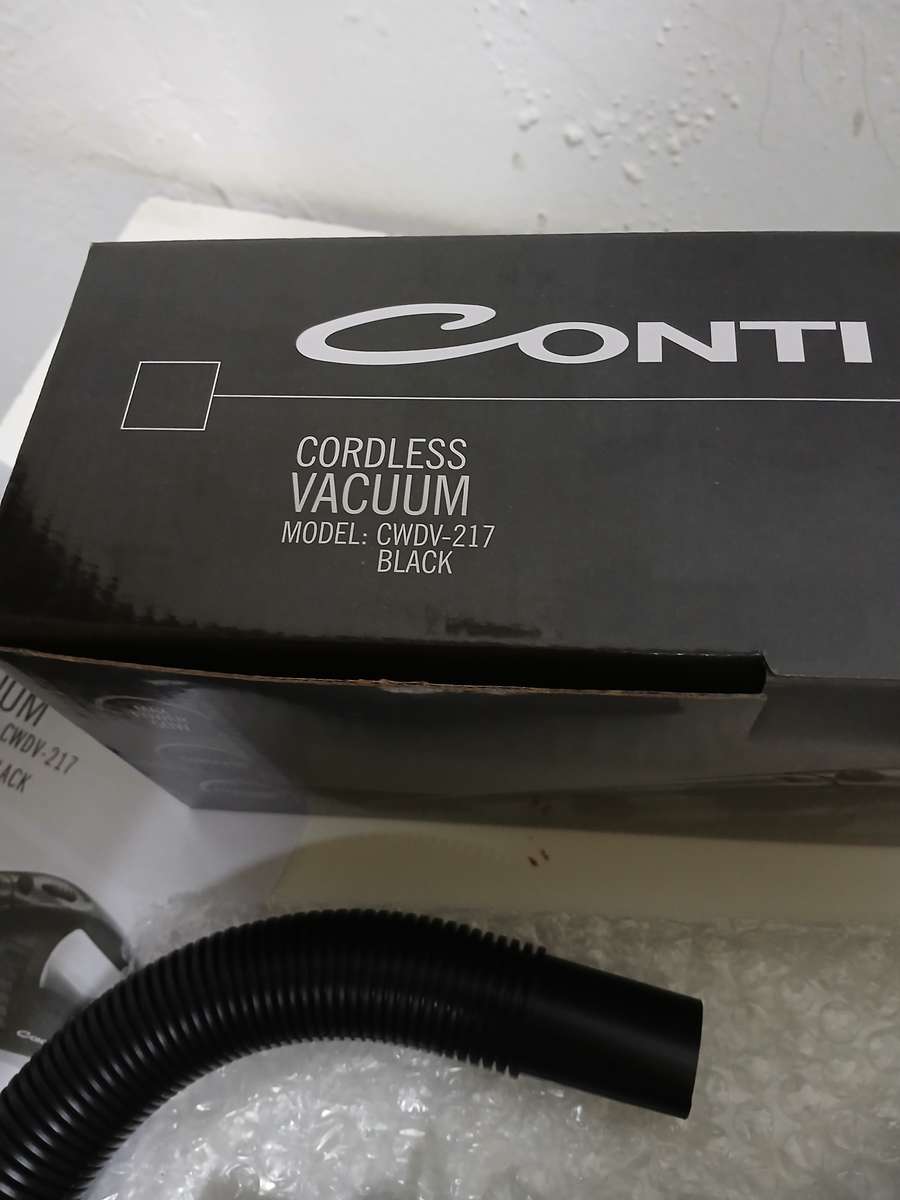 CONTI
CORDLESS
VACUUM
MODEL: CWDV-217
BLACK
UUM
CWDV-217
ACK